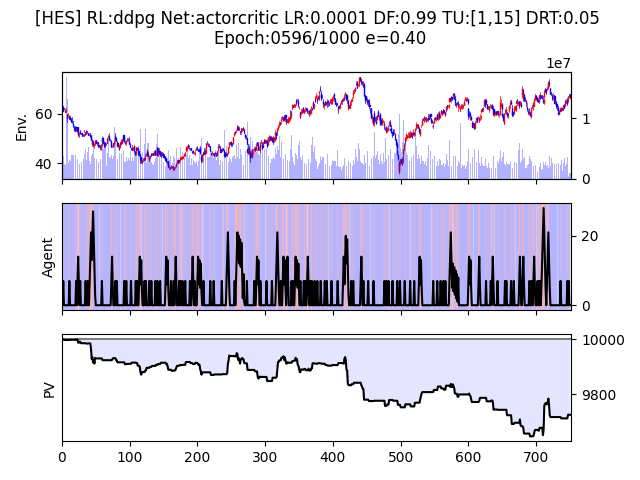 [HES] RL:ddpg Net:actorcritic LR:0.0001 DF:0.99 TU:[1,15] DRT:0.05
Epoch:0596/1000 e=0.40
1e7
Env.
60
40
1
0
Agent
20
0
PV
10000
9800
0 100 200 300 400 500 600 700